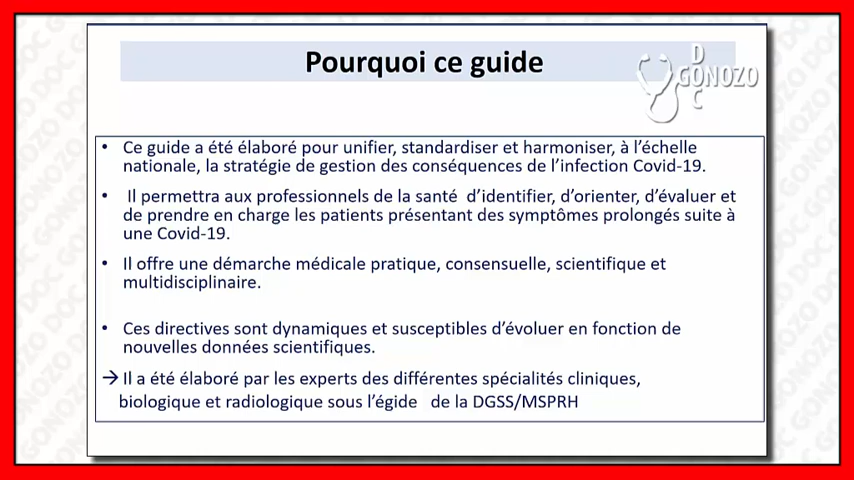 Pourquoi ce guide
D
GONOZO
C
• Ce guide a été élaboré pour unifier, standardiser et harmoniser, à l’échelle
nationale, la stratégie de gestion des conséquences de l’infection Covid-19.
• Il permettra aux professionnels de la santé d’identifier, d’orienter, d’évaluer et
de prendre en charge les patients présentant des symptômes prolongés suite à
une Covid-19.
• Il offre une démarche médicale pratique, consensuelle, scientifique et
multidisciplinaire.
• Ces directives sont dynamiques et susceptibles d’évoluer en fonction de
nouvelles données scientifiques.
→ Il a été élaboré par les experts des différentes spécialités cliniques,
biologique et radiologique sous l’égide de la DGSS/MSPRH